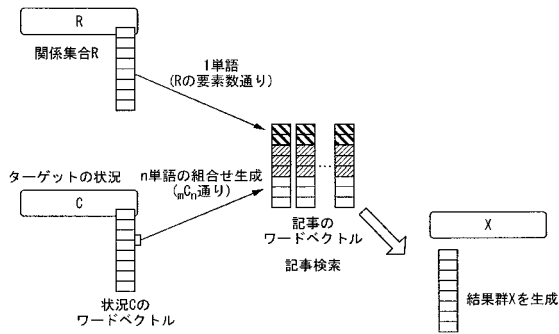 R
関係集合R
1単語
(Rの要素数通り)
ターゲットの状況
C
n単語の組合せ生成
(mCn通り)
…
記事の
ワードベクトル
記事検索
X
状況Cの
ワードベクトル
結果群Xを生成